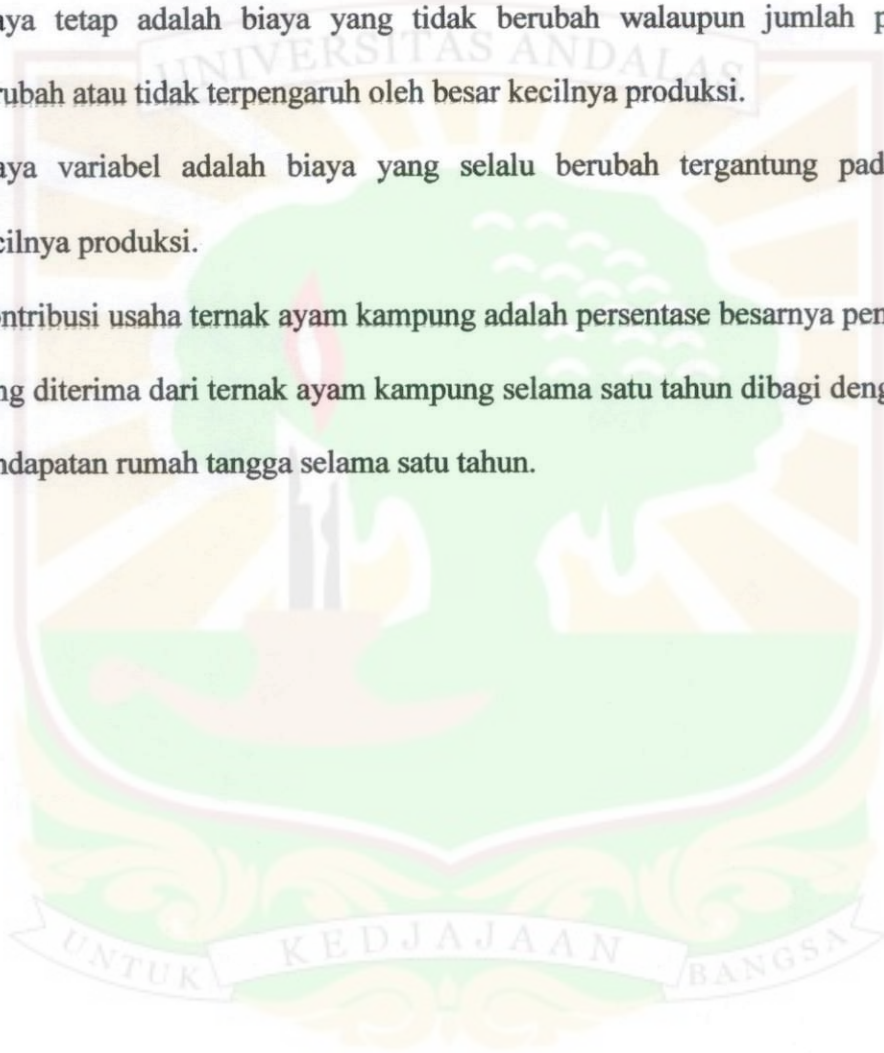 aya tetap adalah biaya yang tidak berubah walaupun jumlah p
rubah atau tidak terpengaruh oleh besar kecilnya produksi.
aya variabel adalah biaya yang selalu berubah tergantung pad
cilnya produksi.
ntribusi usaha ternak ayam kampung adalah persentase besarnya pen
ng diterima dari ternak ayam kampung selama satu tahun dibagi deng
ndapatan rumah tangga selama satu tahun.
UNIVERSITAS ANDALAS
UNTUK KEDJAJAAN BANGSA